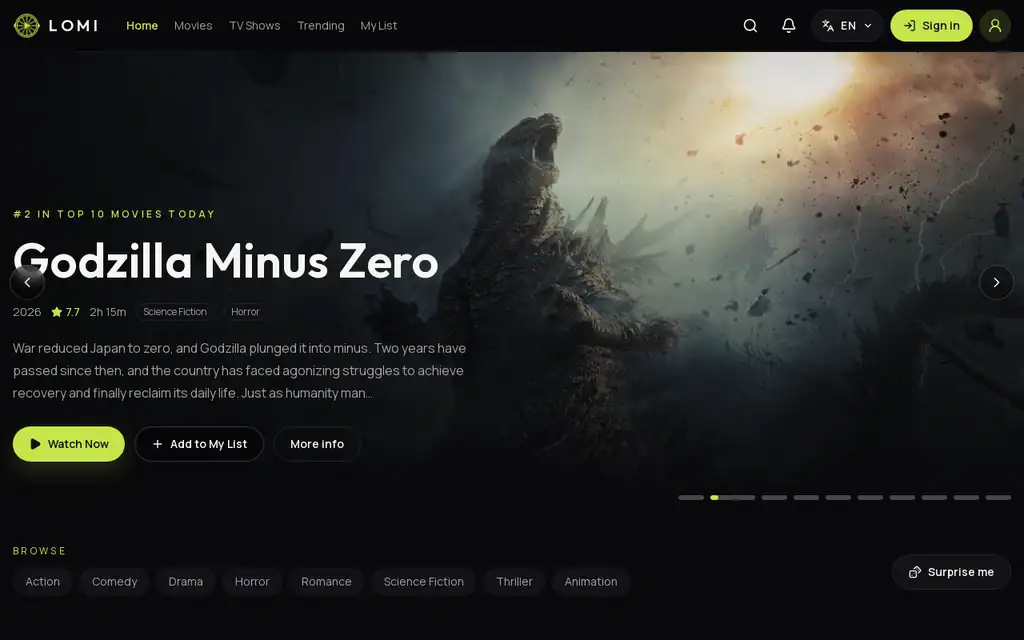 LOMI Home Movies TV Shows Trending My List EN Sign in
#2 IN TOP 10 MOVIES TODAY
Godzilla Minus Zero
2026 7.7 2h 15m Science Fiction Horror
War reduced Japan to zero, and Godzilla plunged it into minus. Two years have
passed since then, and the country has faced agonizing struggles to achieve
recovery and finally reclaim its daily life. Just as humanity man...
Watch Now Add to My List More info
BROWSE
Action Comedy Drama Horror Romance Science Fiction Thriller Animation Surprise me